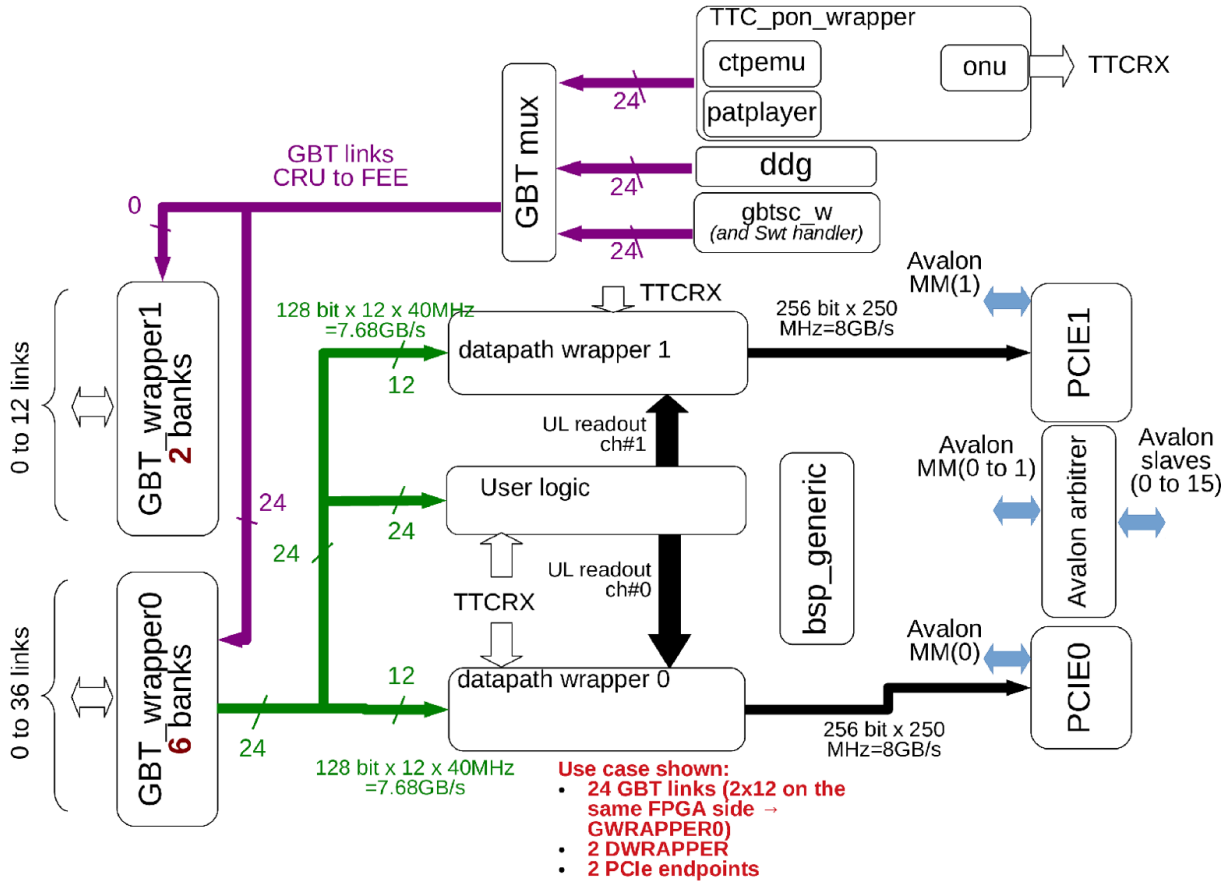 TTC_pon_wrapper
ctpemu
patplayer
onu
TTCRX
24
GBT mux
ddg
24
gbtsc_w
(and Swt handler)
24
GBT links
CRU to FEE
0
24
0 to 12 links
GBT_wrapper1
2 banks
0 to 36 links
GBT_wrapper0
6 banks
24
24
128 bit x 12 x 40MHz
=7.68GB/s
12
TTCRX
datapath wrapper 1
256 bit x 250
MHz=8GB/s
Avalon
MM(1)
PCIE1
UL readout
ch#1
User logic
24
UL readout
ch#0
TTCRX
bsp_generic
Avalon
MM(0 to 1)
Avalon arbitrer
Avalon
slaves
(0 to 15)
12
datapath wrapper 0
128 bit x 12 x 40MHz
=7.68GB/s
256 bit x 250
MHz=8GB/s
Avalon
MM(0)
PCIE0
Use case shown:
• 24 GBT links (2x12 on the
same FPGA side →
GWRAPPER0)
• 2 DWRAPPER
• 2 PCIe endpoints